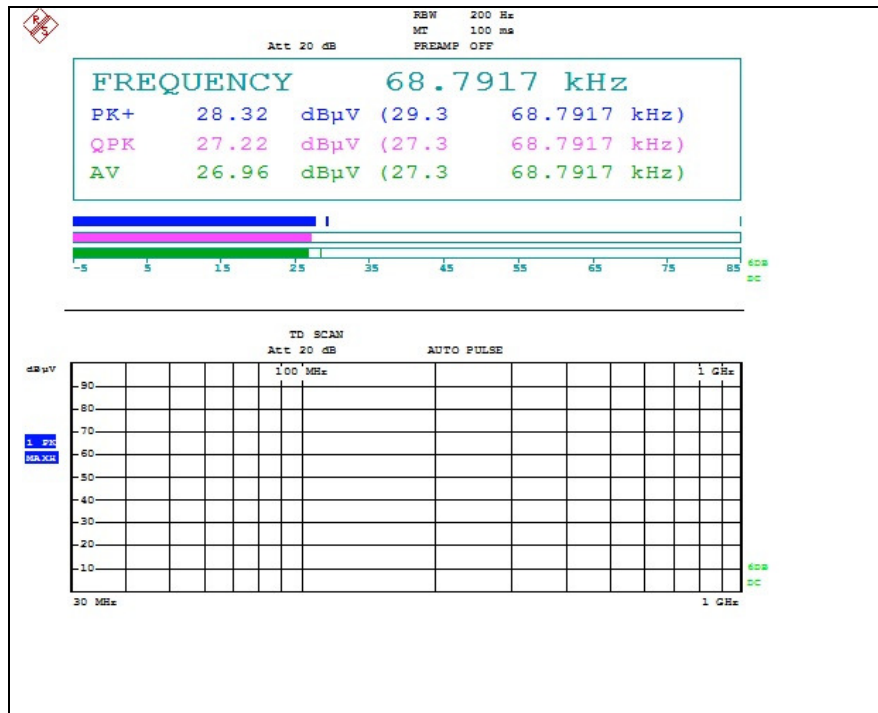 R S
RBW 200 Hz
MT 100 ms
Att 20 dB PREAMP OFF
FREQUENCY 68.7917 kHz
PK+ 28.32 dBµV (29.3 68.7917 kHz)
QPK 27.22 dBµV (27.3 68.7917 kHz)
AV 26.96 dBµV (27.3 68.7917 kHz)
-5 5 15 25 35 45 55 65 75 85
6DB
DC
TD SCAN
Att 20 dB AUTO PULSE
dBµV
100 MHz 1 GHz
90
80
70
1 PK
MAXH
60
50
40
30
20
10
6DB
DC
30 MHz 1 GHz